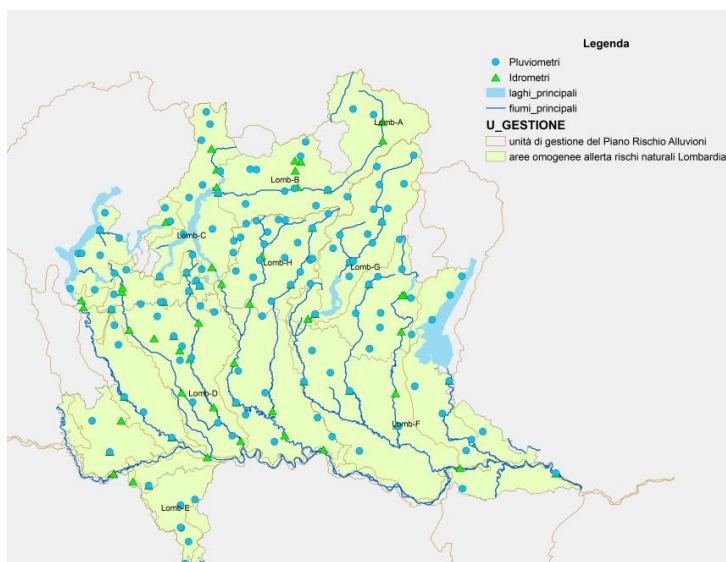 Legenda
Pluviometri
Idrometri
laghi_principali
fiumi_principali
U_GESTIONE
unità di gestione del Piano Rischio Alluvioni
aree omogenee allerta rischi naturali Lombardia
Lomb-A
Lomb-B
Lomb-C
Lomb-H
Lomb-G
Lomb-D
Lomb-F
Lomb-E